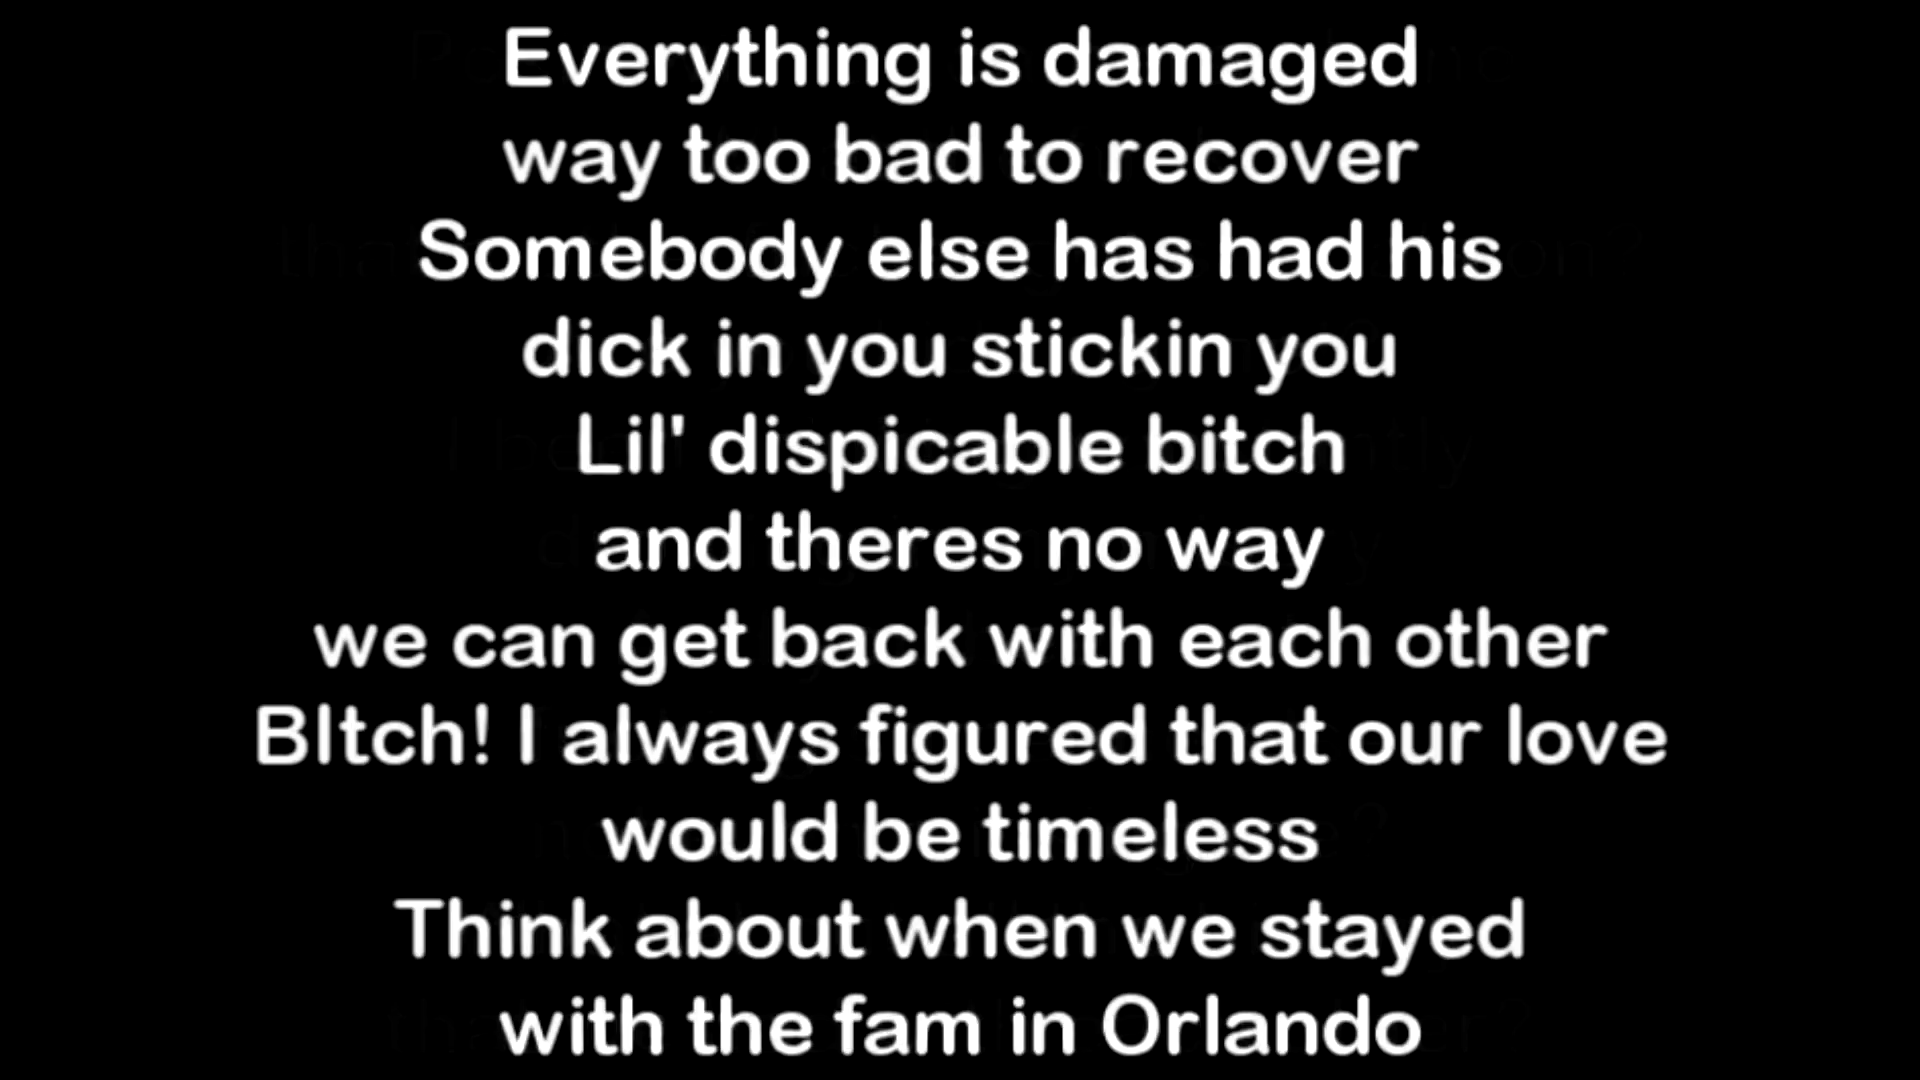 Everything is damaged
way too bad to recover
Somebody else has had his
dick in you stickin you
Lil' dispicable bitch
and theres no way
we can get back with each other
BItch! I always figured that our love
would be timeless
Think about when we stayed
with the fam in Orlando